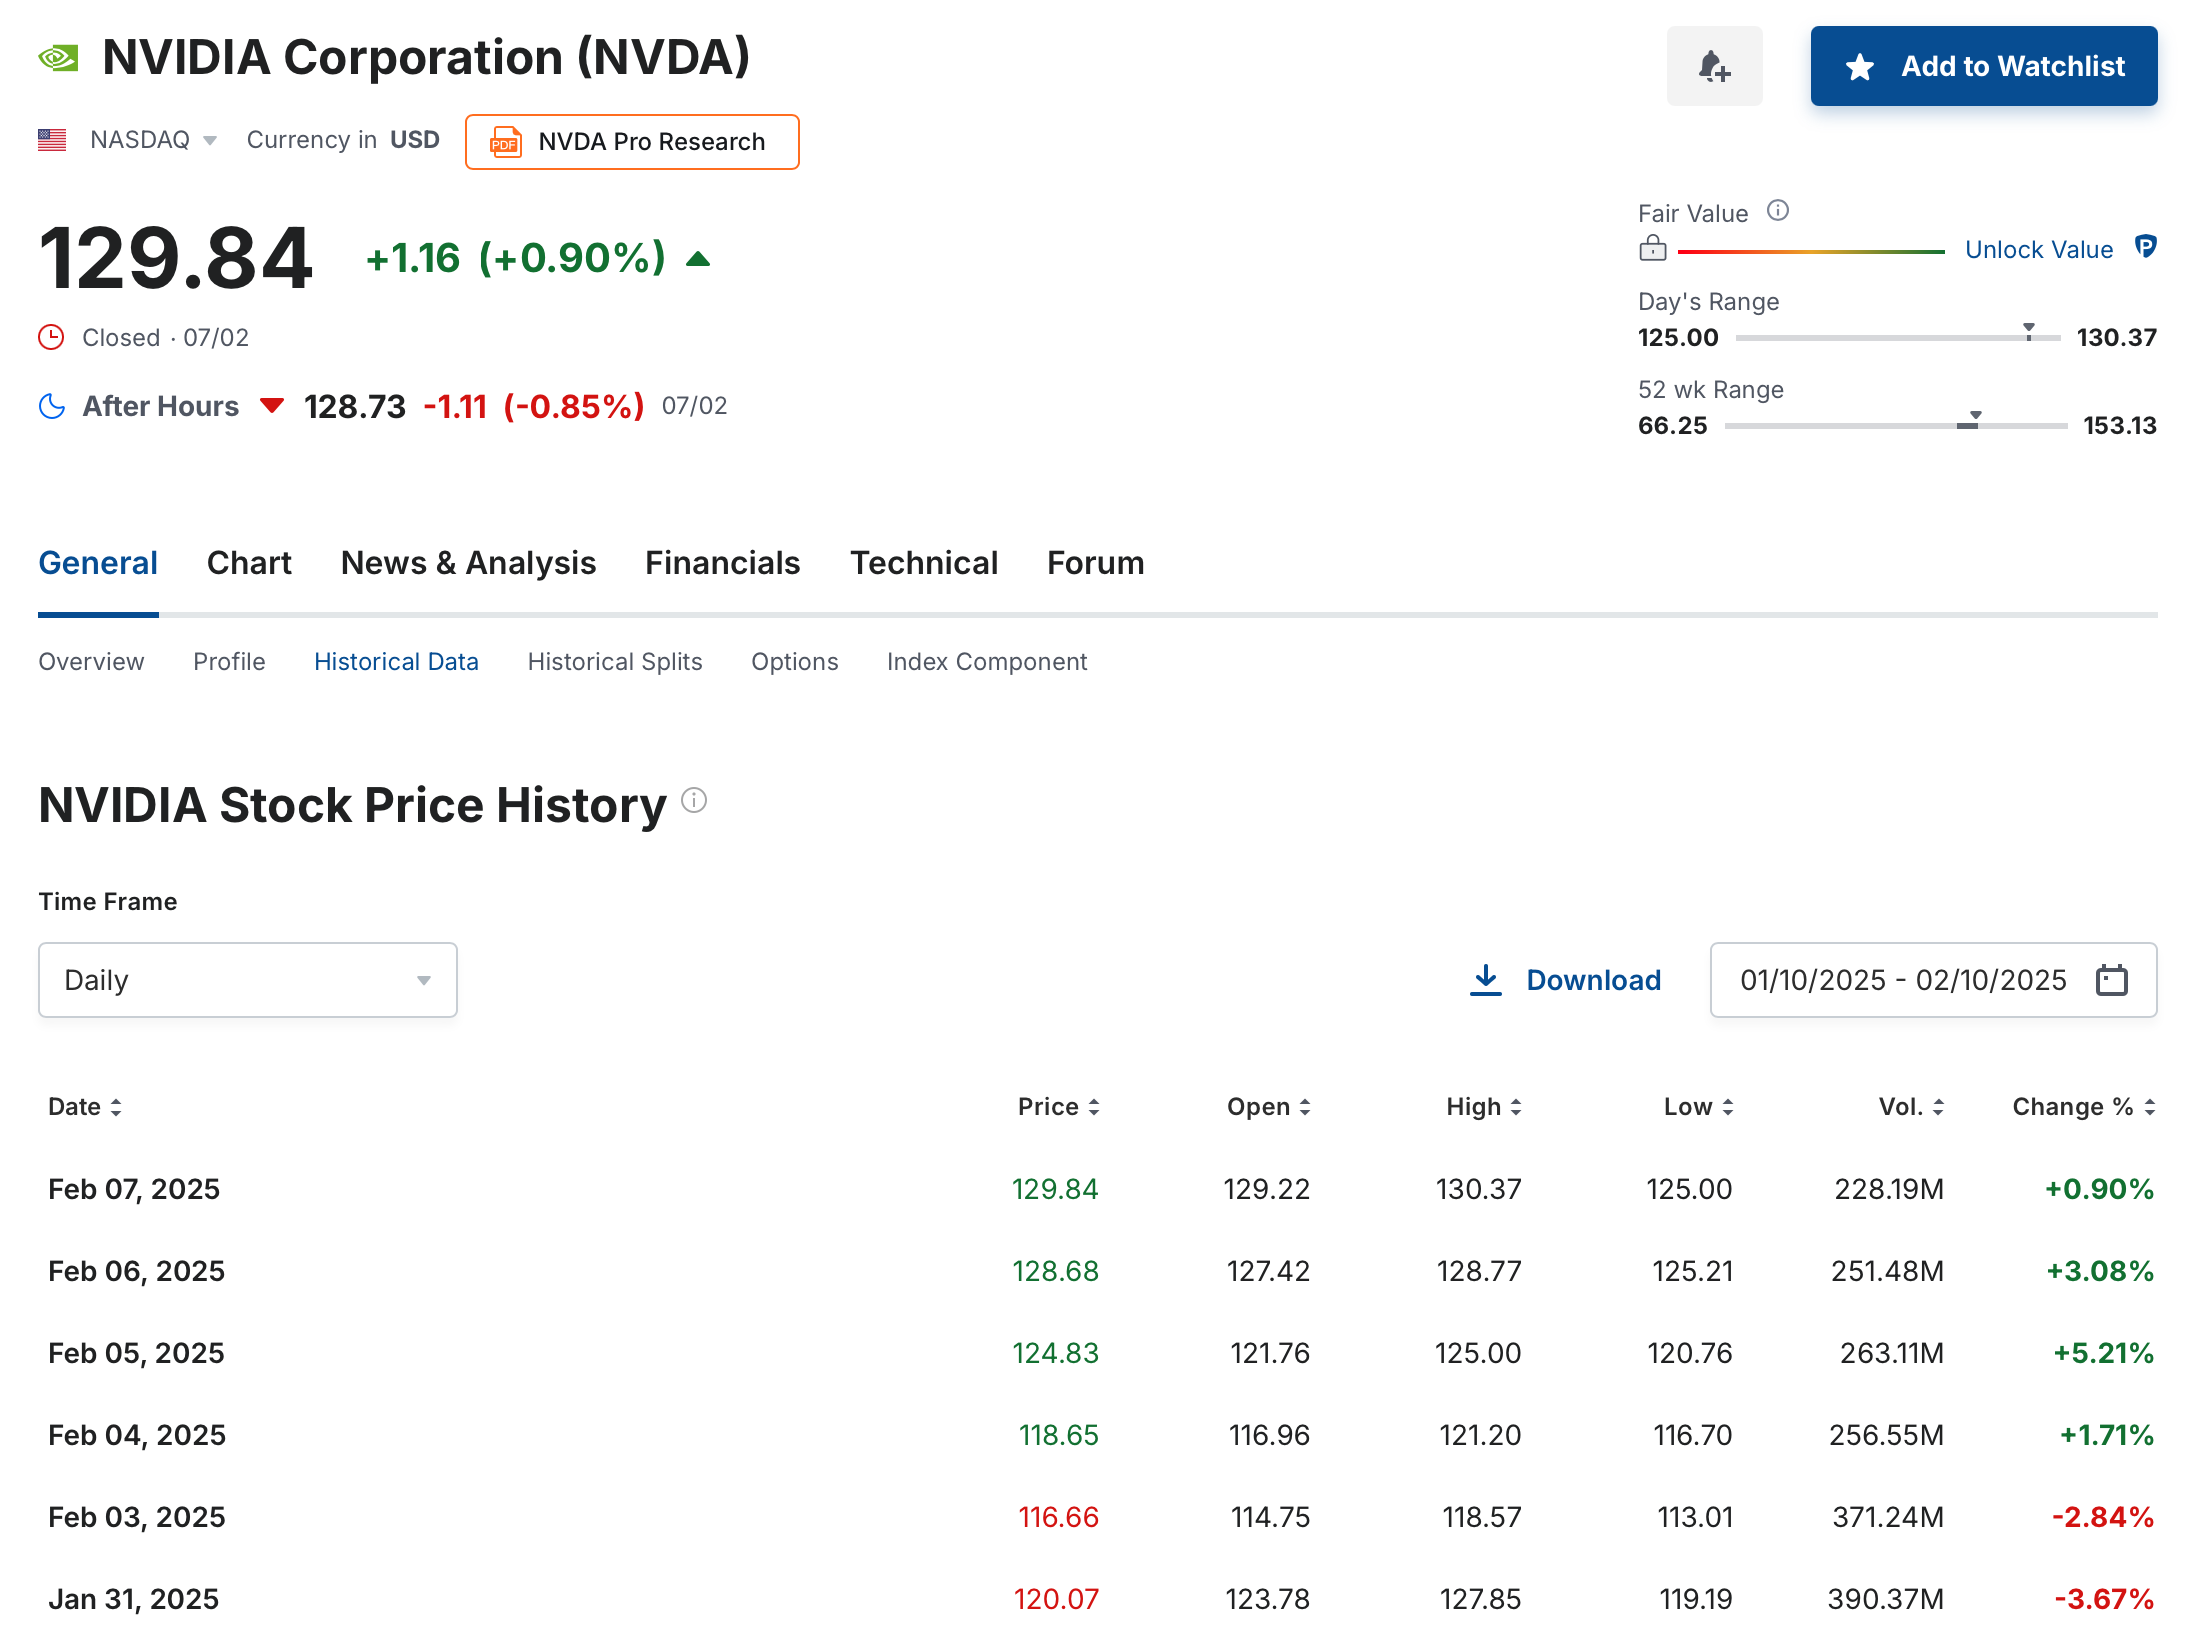 NVIDIA Corporation (NVDA)
Add to Watchlist
NASDAQ Currency in USD PDF NVDA Pro Research
129.84 +1.16 (+0.90%)
Closed · 07/02
After Hours 128.73 -1.11 (-0.85%) 07/02
Fair Value
Unlock Value P
Day's Range
125.00 130.37
52 wk Range
66.25 153.13
General Chart News & Analysis Financials Technical Forum
Overview Profile Historical Data Historical Splits Options Index Component
NVIDIA Stock Price History
Time Frame
Daily Download 01/10/2025 - 02/10/2025
Date Price Open High Low Vol. Change %
Feb 07, 2025 129.84 129.22 130.37 125.00 228.19M +0.90%
Feb 06, 2025 128.68 127.42 128.77 125.21 251.48M +3.08%
Feb 05, 2025 124.83 121.76 125.00 120.76 263.11M +5.21%
Feb 04, 2025 118.65 116.96 121.20 116.70 256.55M +1.71%
Feb 03, 2025 116.66 114.75 118.57 113.01 371.24M -2.84%
Jan 31, 2025 120.07 123.78 127.85 119.19 390.37M -3.67%